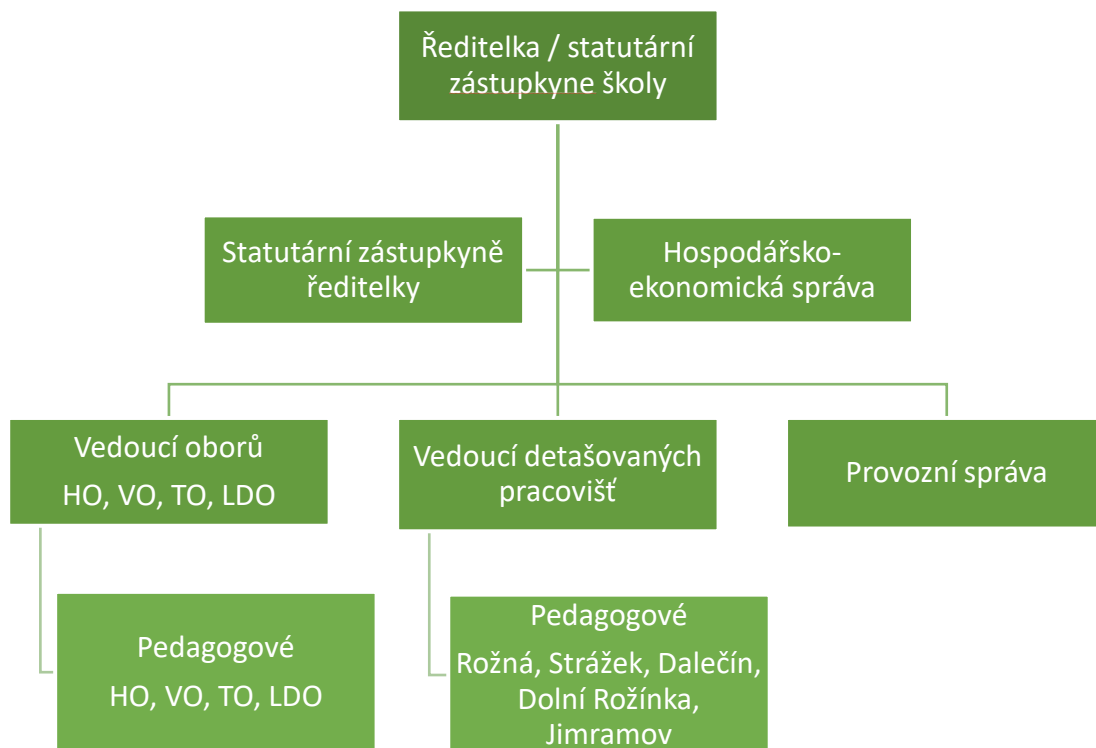 Ředitelka / statutární
zástupkyne školy
Statutární zástupkyně
ředitelky
Hospodářsko-
ekonomická správa
Vedoucí oborů
HO, VO, TO, LDO
Vedoucí detašovaných
pracovišť
Provozní správa
Pedagogové
HO, VO, TO, LDO
Pedagogové
Rožná, Strážek, Dalečín,
Dolní Rožínka,
Jimramov